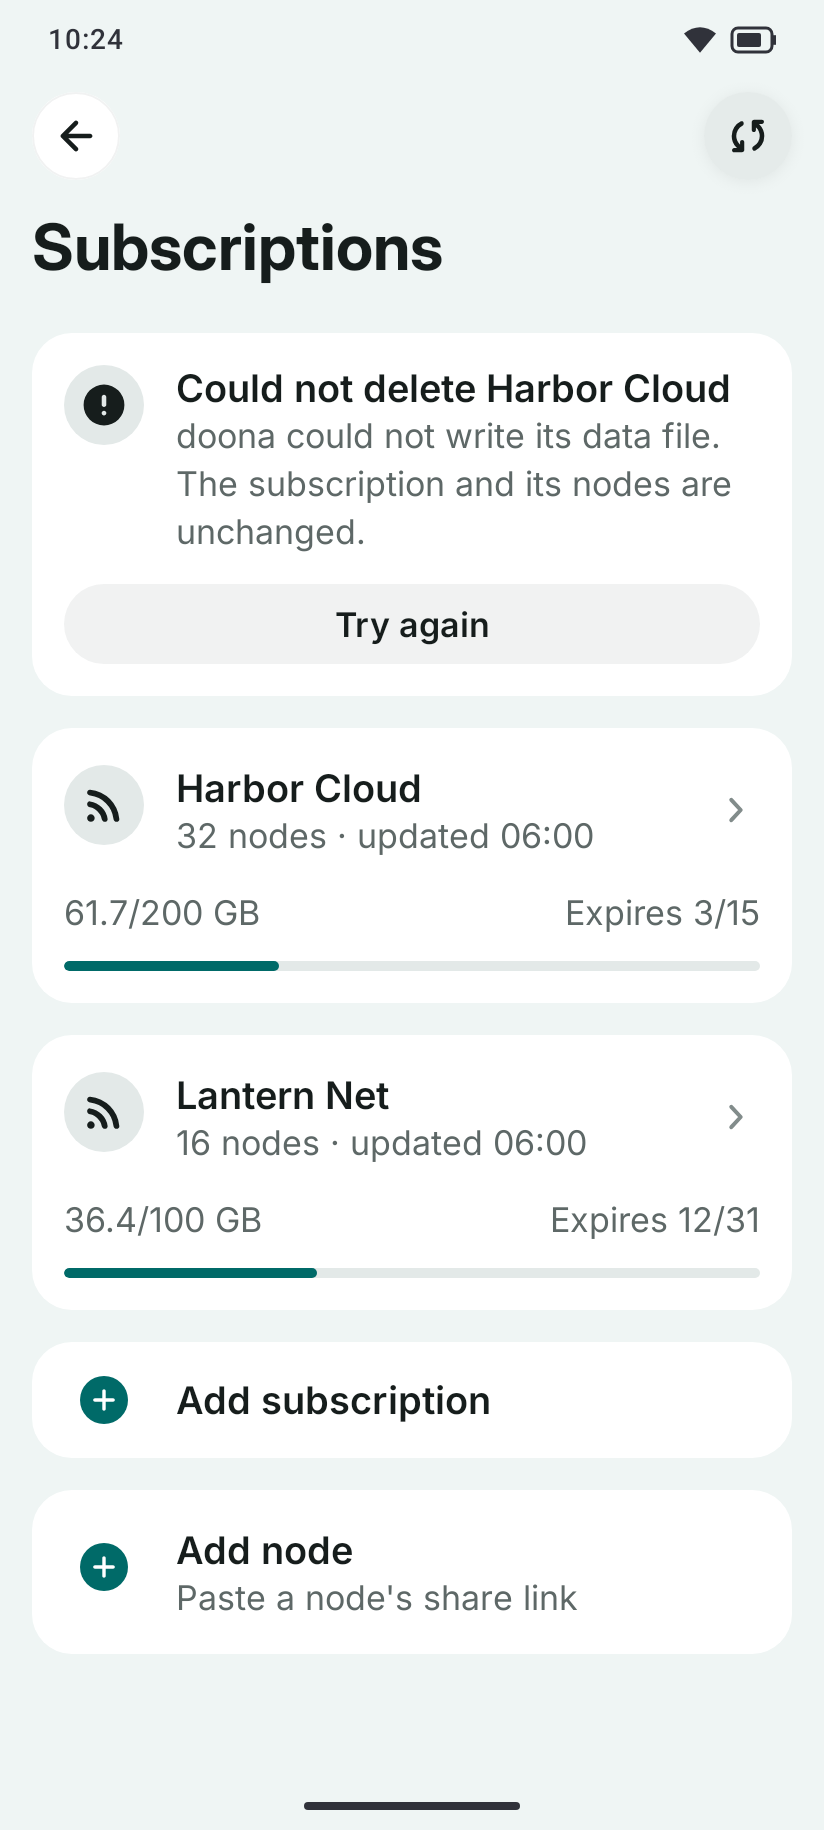 10:24
Subscriptions
Could not delete Harbor Cloud
doona could not write its data file.
The subscription and its nodes are
unchanged.
Try again
Harbor Cloud
32 nodes · updated 06:00
61.7/200 GB
Expires 3/15
Lantern Net
16 nodes · updated 06:00
36.4/100 GB
Expires 12/31
Add subscription
Add node
Paste a node's share link